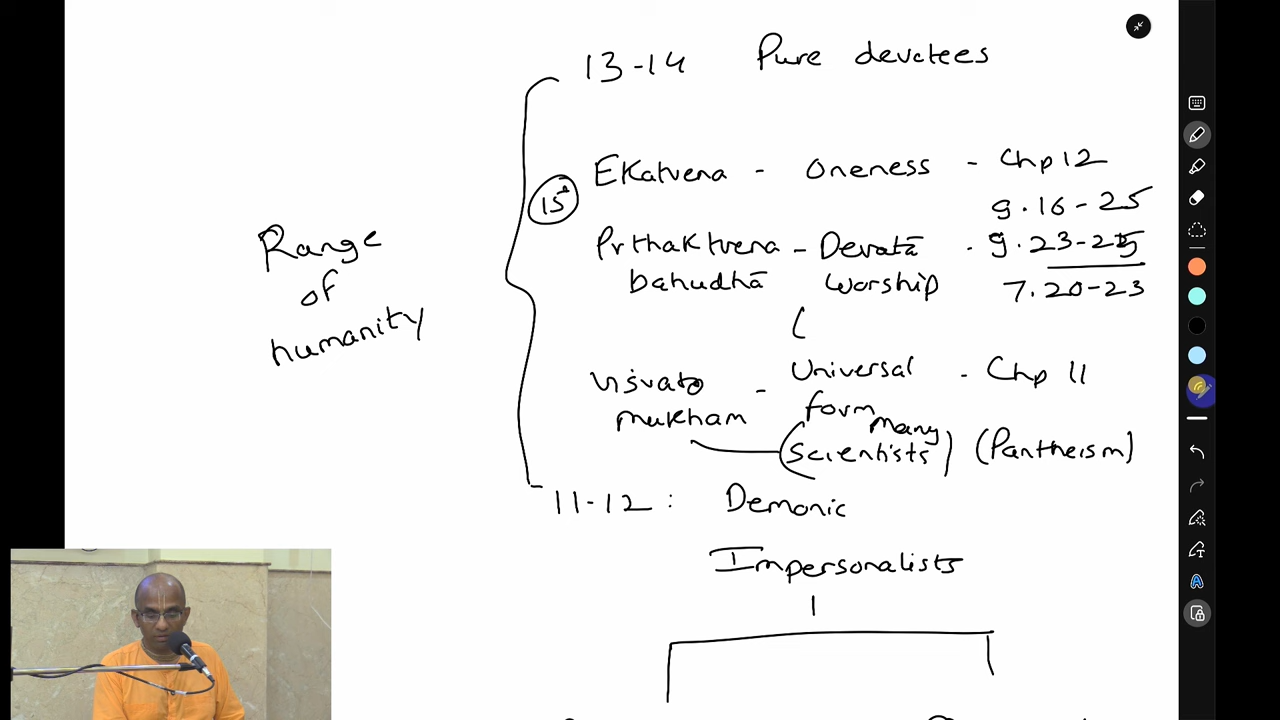 13-14 Pure devotees
Ekatvena - Oneness - Chp 12
15
9.16-25
Prthaktvena - Devatā - 9.23-25
bahudhā worship 7.20-23
Range
of
humanity
Viśvato - Universal - Chp 11
mukham form
many
(Scientists) (Pantheism)
11-12: Demonic
Impersonalists